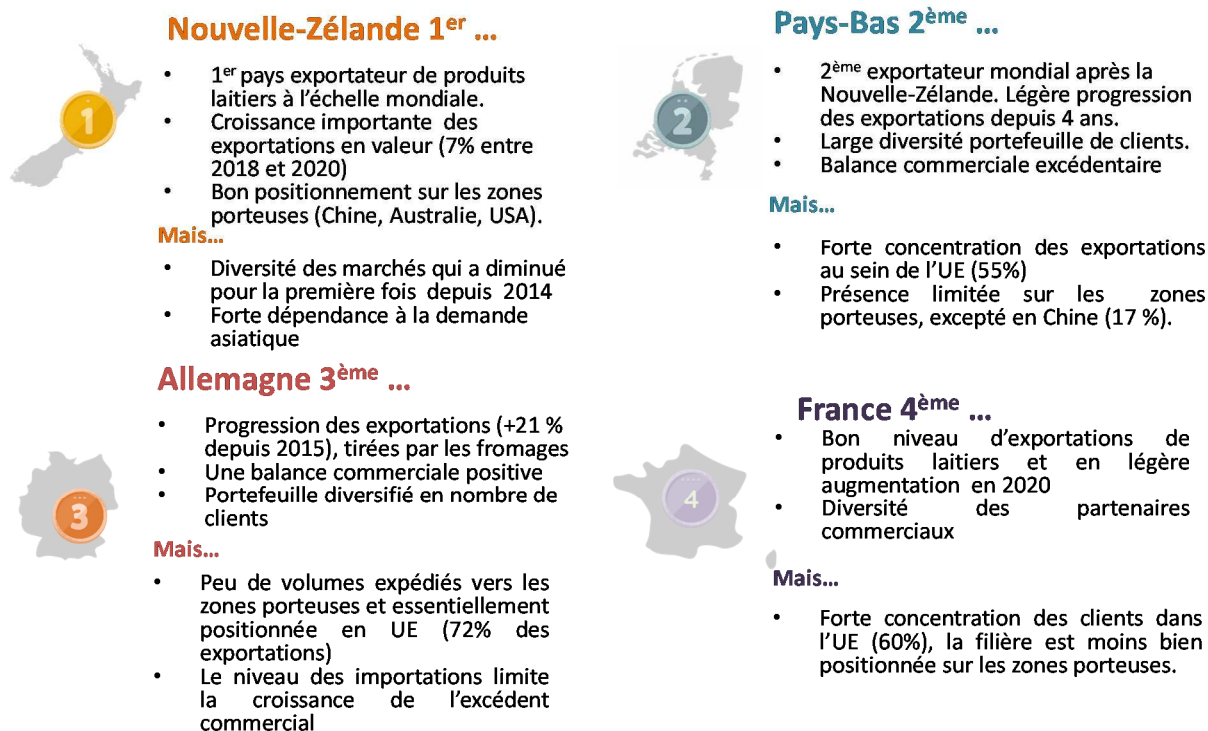 Nouvelle-Zélande 1er ...
1
• 1er pays exportateur de produits
laitiers à l'échelle mondiale.
• Croissance importante des
exportations en valeur (7% entre
2018 et 2020)
• Bon positionnement sur les zones
porteuses (Chine, Australie, USA).
Mais...
• Diversité des marchés qui a diminué
pour la première fois depuis 2014
• Forte dépendance à la demande
asiatique
Pays-Bas 2ème ...
2
• 2ème exportateur mondial après la
Nouvelle-Zélande. Légère progression
des exportations depuis 4 ans.
• Large diversité portefeuille de clients.
• Balance commerciale excédentaire
Mais...
• Forte concentration des exportations
au sein de l'UE (55%)
• Présence limitée sur les zones
porteuses, excepté en Chine (17 %).
Allemagne 3ème ...
3
• Progression des exportations (+21 %
depuis 2015), tirées par les fromages
• Une balance commerciale positive
• Portefeuille diversifié en nombre de
clients
Mais...
• Peu de volumes expédiés vers les
zones porteuses et essentiellement
positionnée en UE (72% des
exportations)
• Le niveau des importations limite
la croissance de l'excédent
commercial
France 4ème ...
4
• Bon niveau d'exportations de
produits laitiers et en légère
augmentation en 2020
• Diversité des partenaires
commerciaux
Mais...
• Forte concentration des clients dans
l'UE (60%), la filière est moins bien
positionnée sur les zones porteuses.